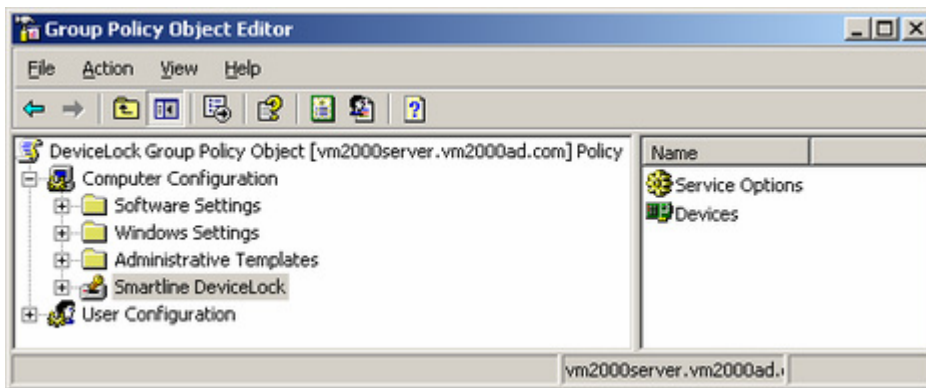 Group Policy Object Editor
File Action View Help
DeviceLock Group Policy Object [vm2000server.vm2000ad.com] Policy
Computer Configuration
Software Settings
Windows Settings
Administrative Templates
Smartline DeviceLock
User Configuration
Name
Service Options
Devices
vm2000server.vm2000ad.